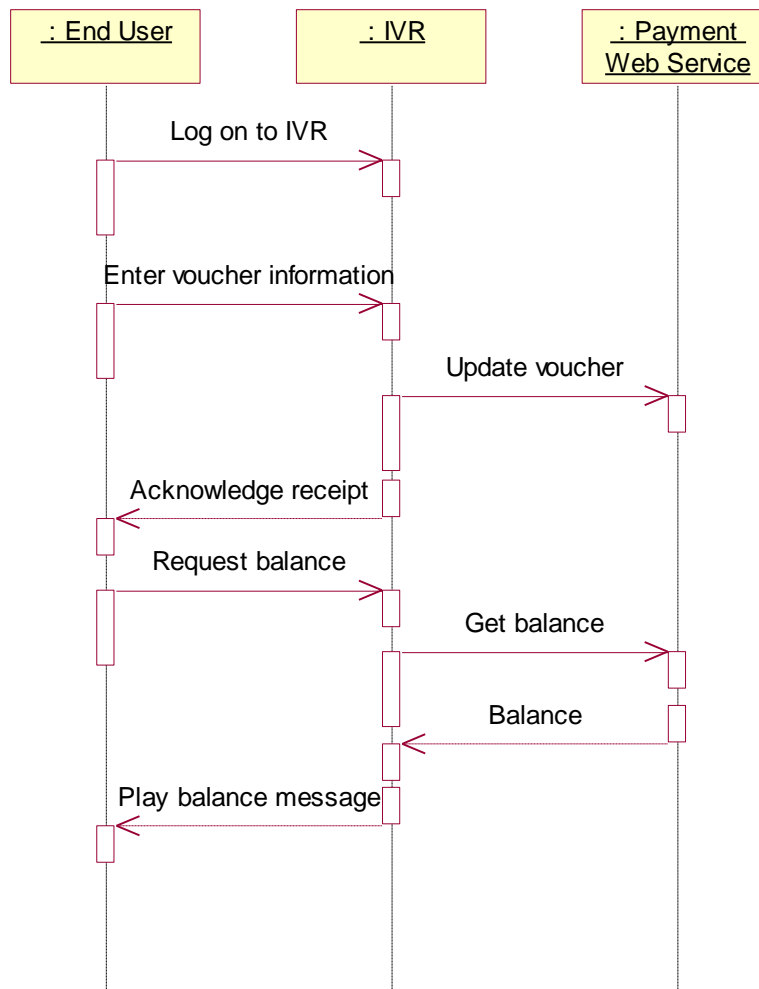 : End User
: IVR
: Payment
Web Service
Log on to IVR
Enter voucher information
Update voucher
Acknowledge receipt
Request balance
Get balance
Balance
Play balance message